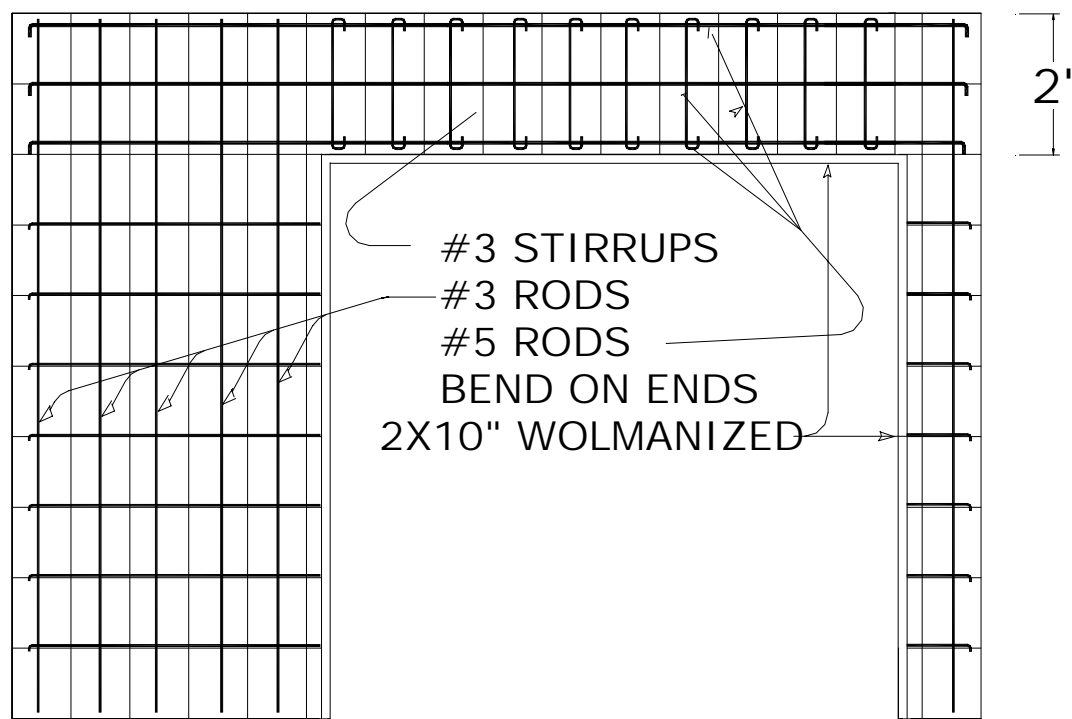 2'
#3 STIRRUPS
#3 RODS
#5 RODS
BEND ON ENDS
2X10" WOLMANIZED